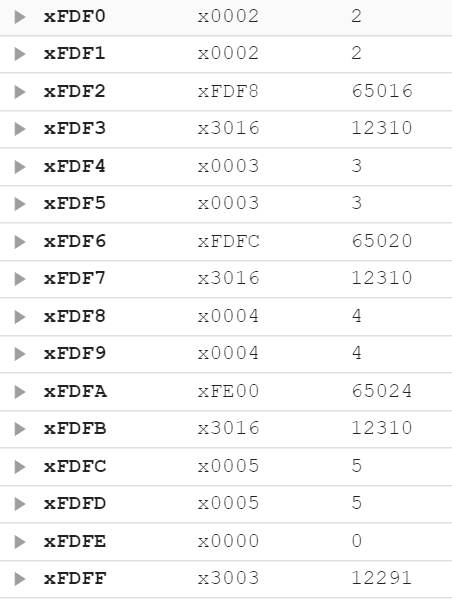 xFDF0 x0002 2
xFDF1 x0002 2
xFDF2 xFDF8 65016
xFDF3 x3016 12310
xFDF4 x0003 3
xFDF5 x0003 3
xFDF6 xFDFC 65020
xFDF7 x3016 12310
xFDF8 x0004 4
xFDF9 x0004 4
xFDFA xFE00 65024
xFDFB x3016 12310
xFDFC x0005 5
xFDFD x0005 5
xFDFE x0000 0
xFDFF x3003 12291